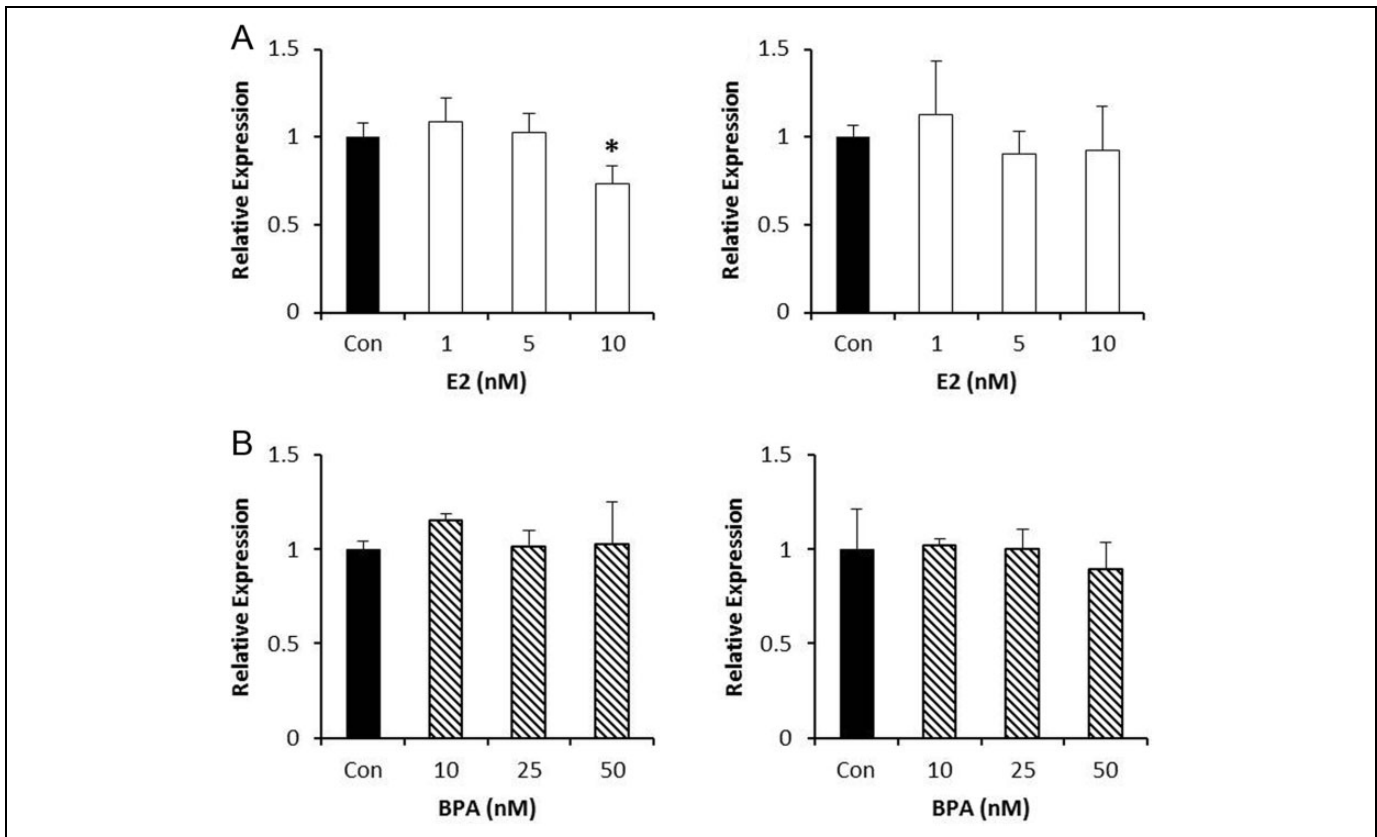 A
1.5
1
0.5
0
Relative Expression
*
Con 1 5 10
E2 (nM)
1.5
1
0.5
0
Relative Expression
Con 1 5 10
E2 (nM)
B
1.5
1
0.5
0
Relative Expression
Con 10 25 50
BPA (nM)
1.5
1
0.5
0
Relative Expression
Con 10 25 50
BPA (nM)